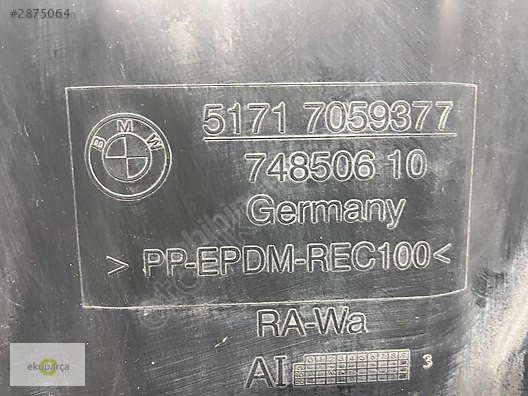 #2875064
5171 7059377
BMW
748506 10
Germany
> PP-EPDM-REC100<
RA-Wa
AI
3
ekoparça